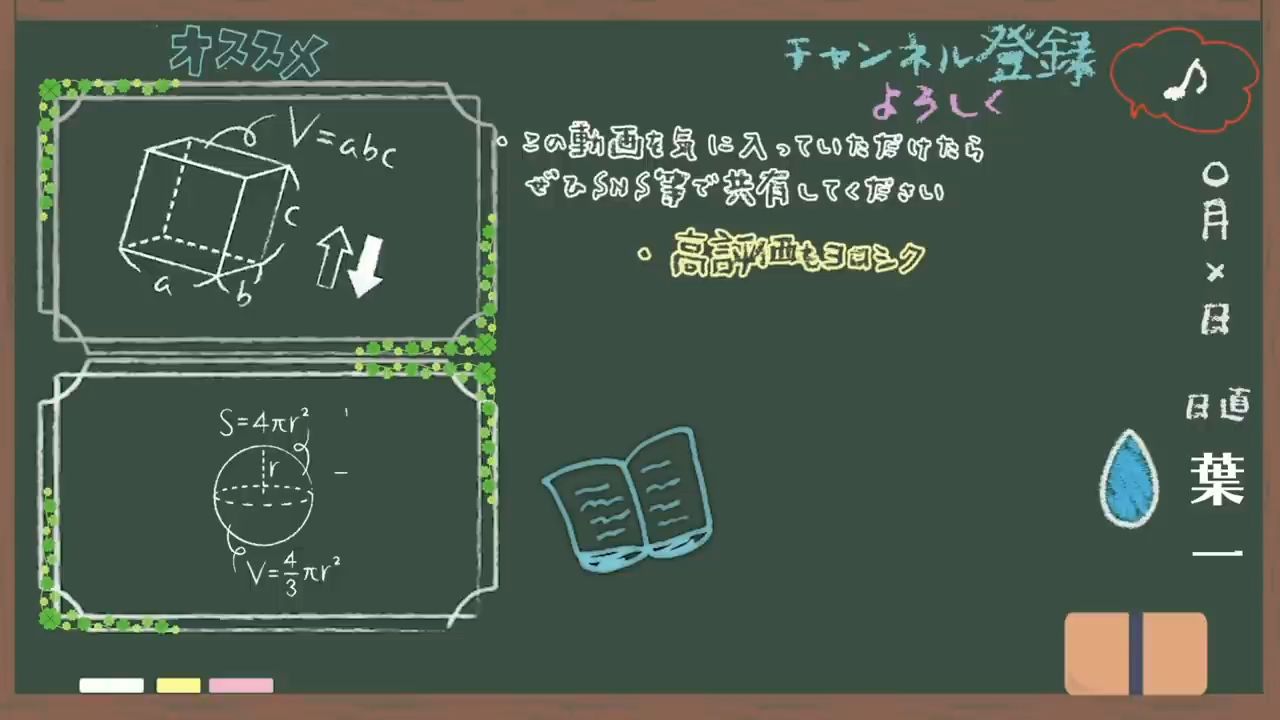 オススメ
V=abc
c
a
b
S=4πr²
r
V=4/3πr²
チャンネル登録
よろしく
・この動画を気に入っていただけたら
ぜひSNS等で共有してください
・高評価もヨロシク
♪
〇月×日
日直
葉一